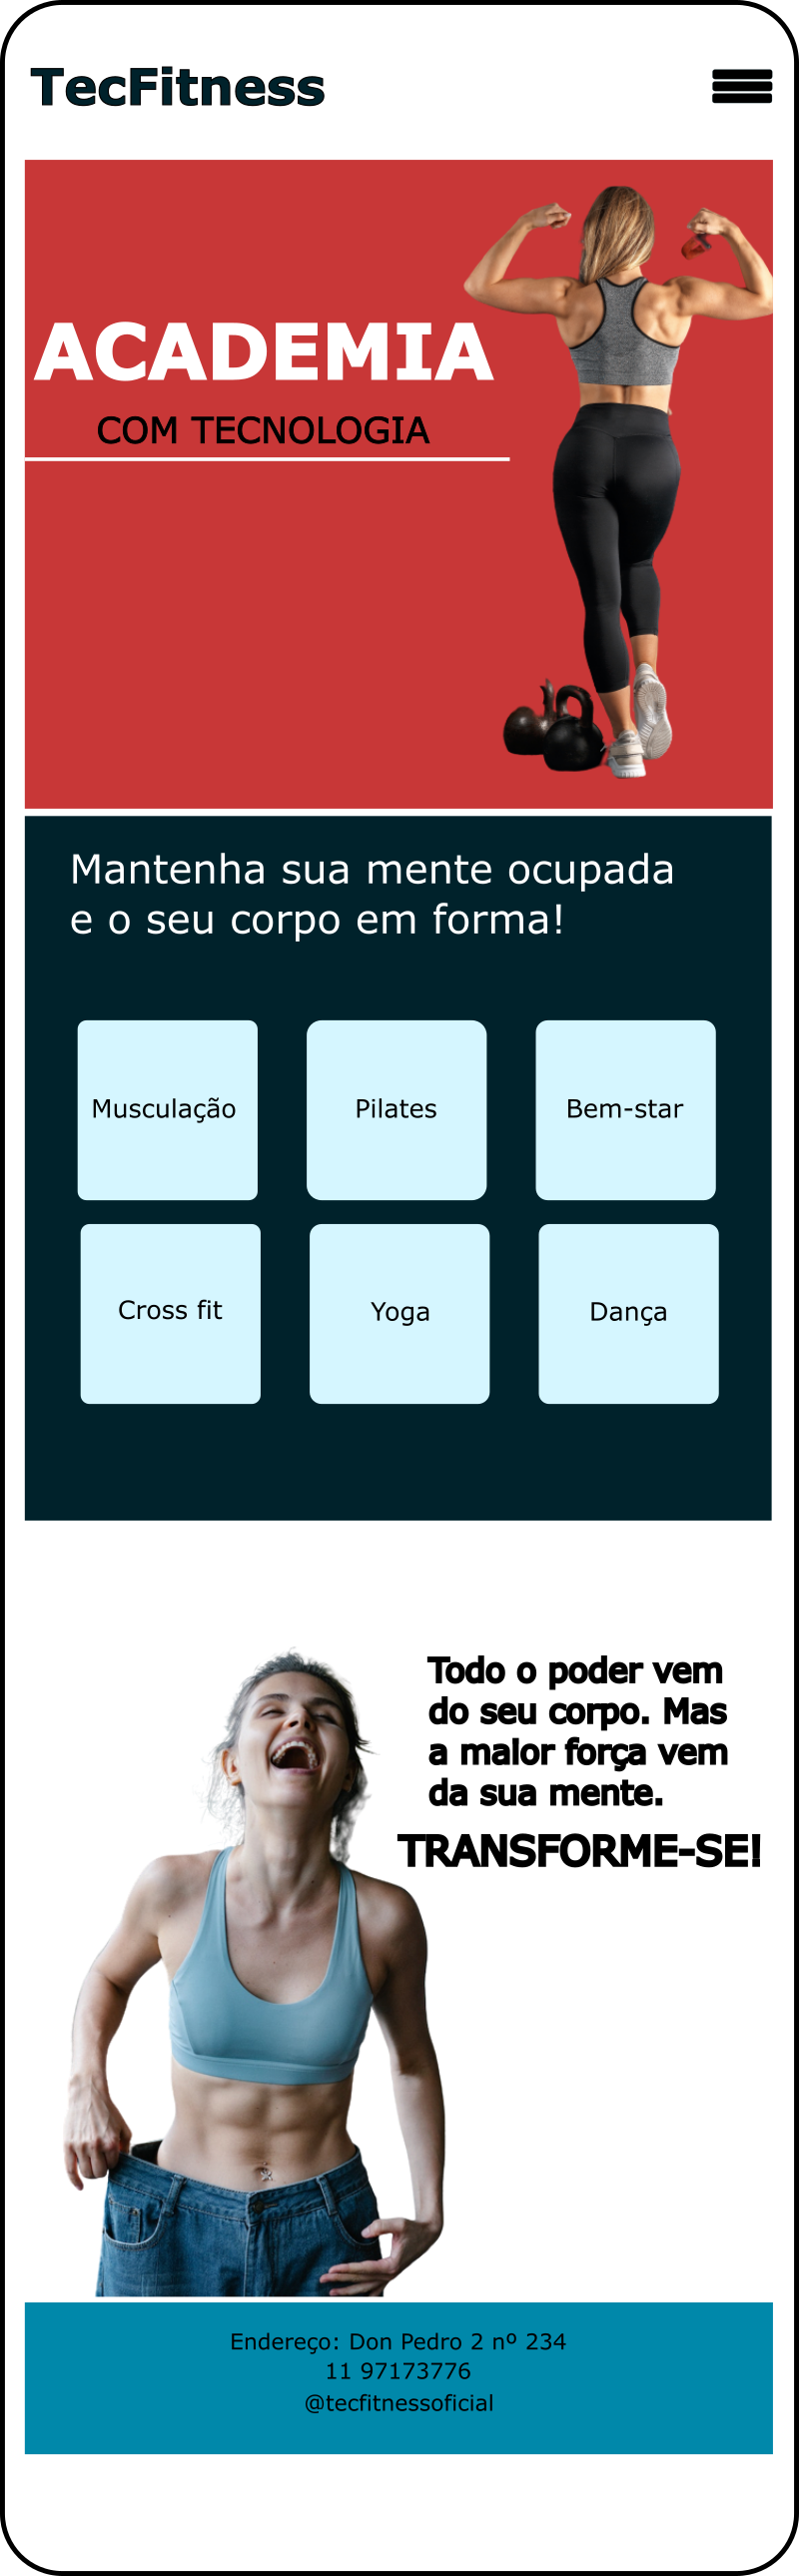 TecFitness
ACADEMIA
COM TECNOLOGIA
Mantenha sua mente ocupada
e o seu corpo em forma!
Musculação
Pilates
Bem-star
Cross fit
Yoga
Dança
Todo o poder vem
do seu corpo. Mas
a maior força vem
da sua mente.
TRANSFORME-SE!
Endereço: Don Pedro 2 nº 234
11 97173776
@tecfitnessoficial